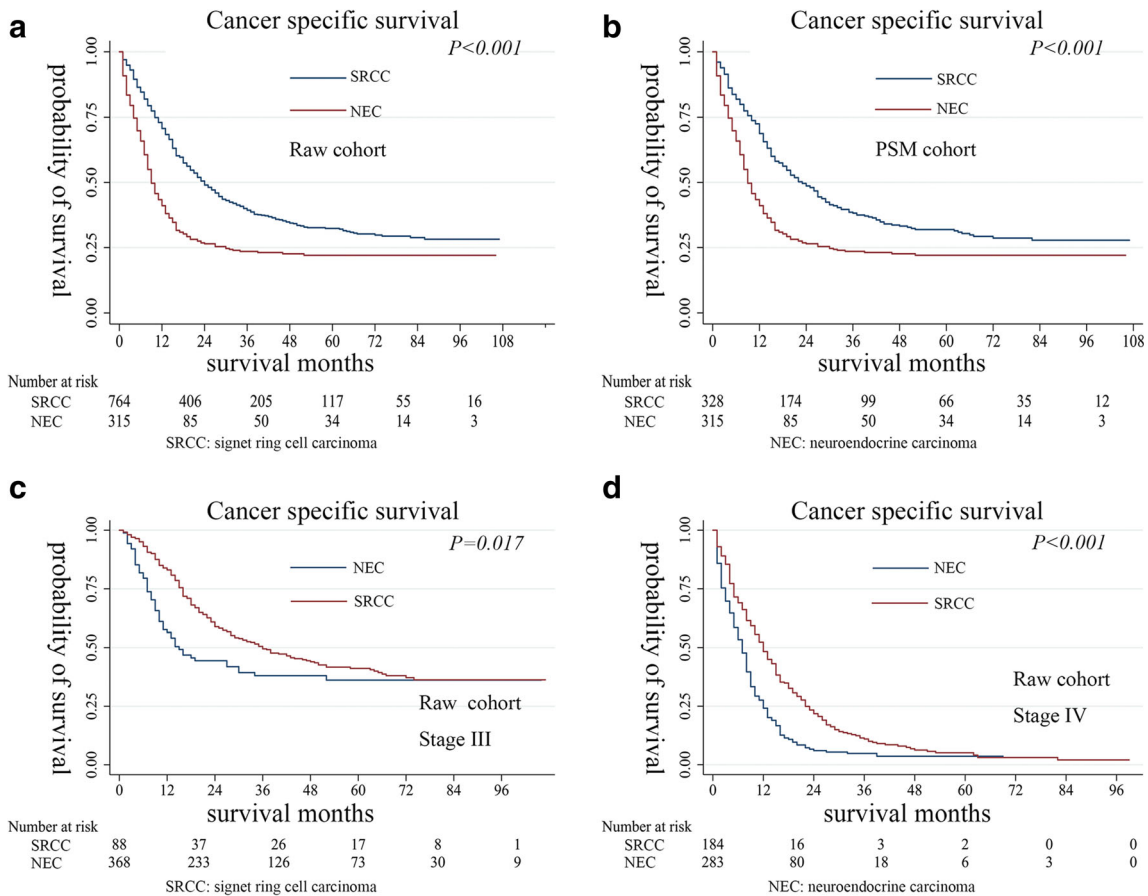 a
Cancer specific survival
P<0.001
SRCC
NEC
Raw cohort
probability of survival
1.00
0.75
0.50
0.25
0.00
0 12 24 36 48 60 72 84 96 108
survival months
Number at risk
SRCC 764 406 205 117 55 16
NEC 315 85 50 34 14 3
SRCC: signet ring cell carcinoma
b
Cancer specific survival
P<0.001
SRCC
NEC
PSM cohort
probability of survival
1.00
0.75
0.50
0.25
0.00
0 12 24 36 48 60 72 84 96 108
survival months
Number at risk
SRCC 328 174 99 66 35 12
NEC 315 85 50 34 14 3
NEC: neuroendocrine carcinoma
c
Cancer specific survival
P=0.017
NEC
SRCC
Raw cohort
Stage III
probability of survival
1.00
0.75
0.50
0.25
0.00
0 12 24 36 48 60 72 84 96
survival months
Number at risk
SRCC 88 37 26 17 8 1
NEC 368 233 126 73 30 9
SRCC: signet ring cell carcinoma
d
Cancer specific survival
P<0.001
NEC
SRCC
Raw cohort
Stage IV
probability of survival
1.00
0.75
0.50
0.25
0.00
0 12 24 36 48 60 72 84 96
survival months
Number at risk
SRCC 184 16 3 2 0 0
NEC 283 80 18 6 3 0
NEC: neuroendocrine carcinoma